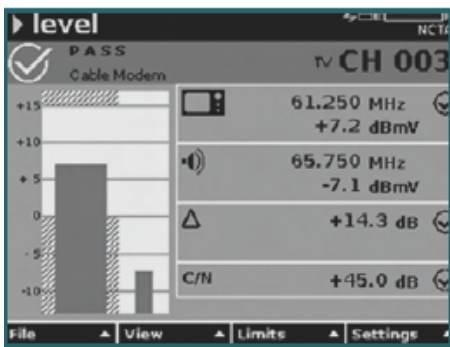 level
NCTA
PASS
Cable Modem
TV CH 003
+15
+10
+5
0
-5
-10
61.250 MHz
+7.2 dBmV
65.750 MHz
-7.1 dBmV
Δ +14.3 dB
C/N +45.0 dB
File View Limits Settings